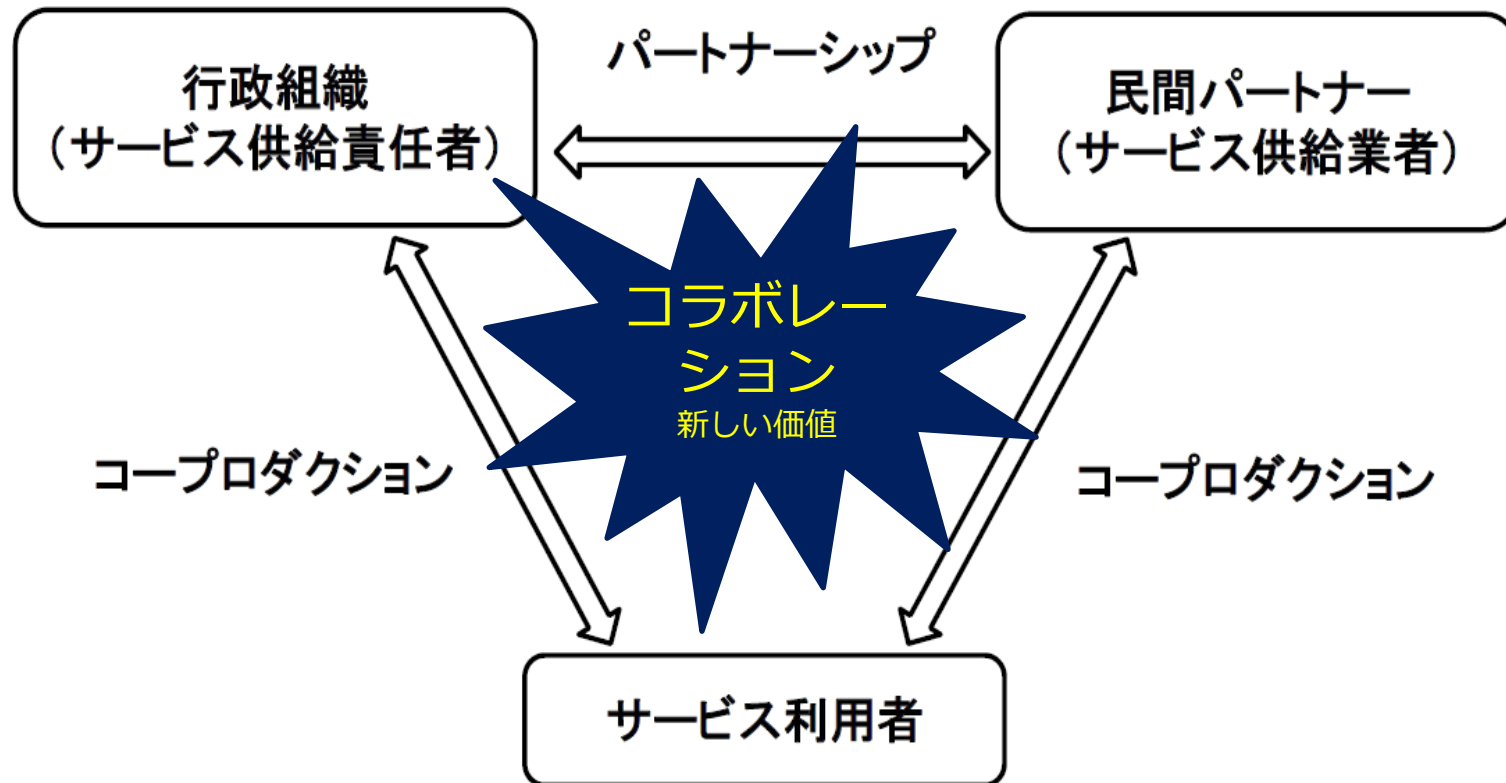 パートナーシップ
行政組織
（サービス供給責任者）
民間パートナー
（サービス供給業者）
コラボレー
ション
新しい価値
コープロダクション
コープロダクション
サービス利用者